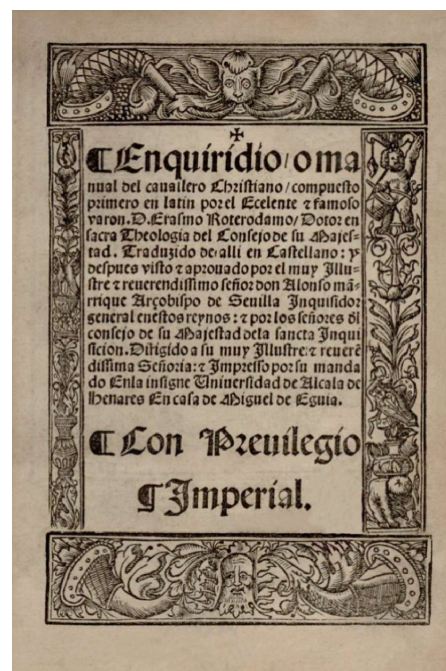 ¶Enquiridio/o ma
nual del cauallero Christiano/compuesto
primero en latin por el Ecelente ⁊ famoso
varon.D.Erasmo Roterodamo/Dotor en
sacra Theologia del Consejo de su Majes-
tad. Traduzido de alli en Castellano: y
despues visto ⁊ aprouado por el muy Illu-
stre ⁊ reuerendissimo señor don Alonso mã-
rrique Arçobispo de Seuilla Inquisidor
general en estos reynos: ⁊ por los señores dl
consejo de su Majestad dela sancta Inqui
sicion. Dirigido a su muy Illustre: ⁊ reuerẽ
dissima Señoria: ⁊ Impresso por su manda
do Enla insigne Uniuersidad de Alcala de
Henares En casa de Miguel de Eguia.
¶Con Preuilegio
¶Imperial.